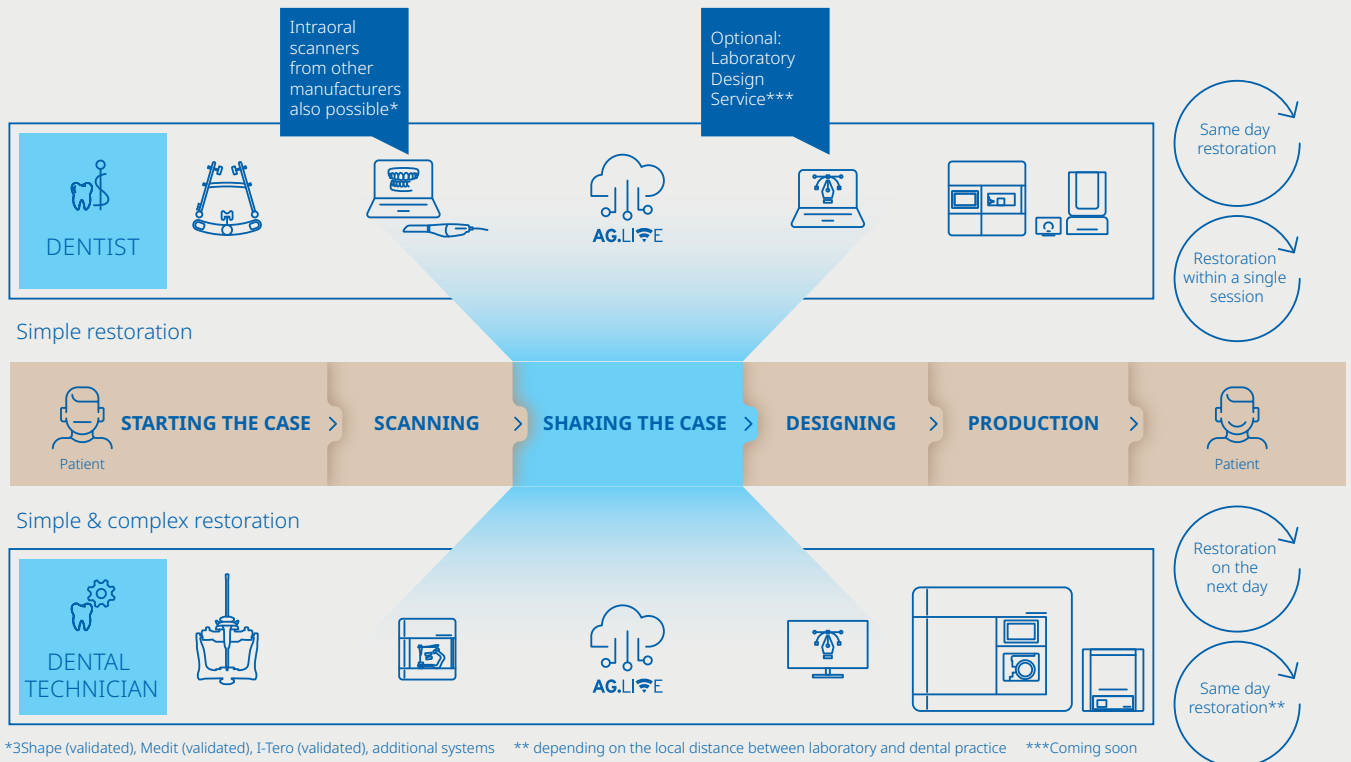 Intraoral
scanners
from other
manufacturers
also possible*
Optional:
Laboratory
Design
Service***
Same day
restoration
DENTIST
AG.LIVE
Restoration
within a single
session
Simple restoration
Patient
STARTING THE CASE
SCANNING
SHARING THE CASE
DESIGNING
PRODUCTION
Patient
Simple & complex restoration
Restoration
on the
next day
DENTAL
TECHNICIAN
AG.LIVE
Same day
restoration**
*3Shape (validated), Medit (validated), I-Tero (validated), additional systems ** depending on the local distance between laboratory and dental practice ***Coming soon